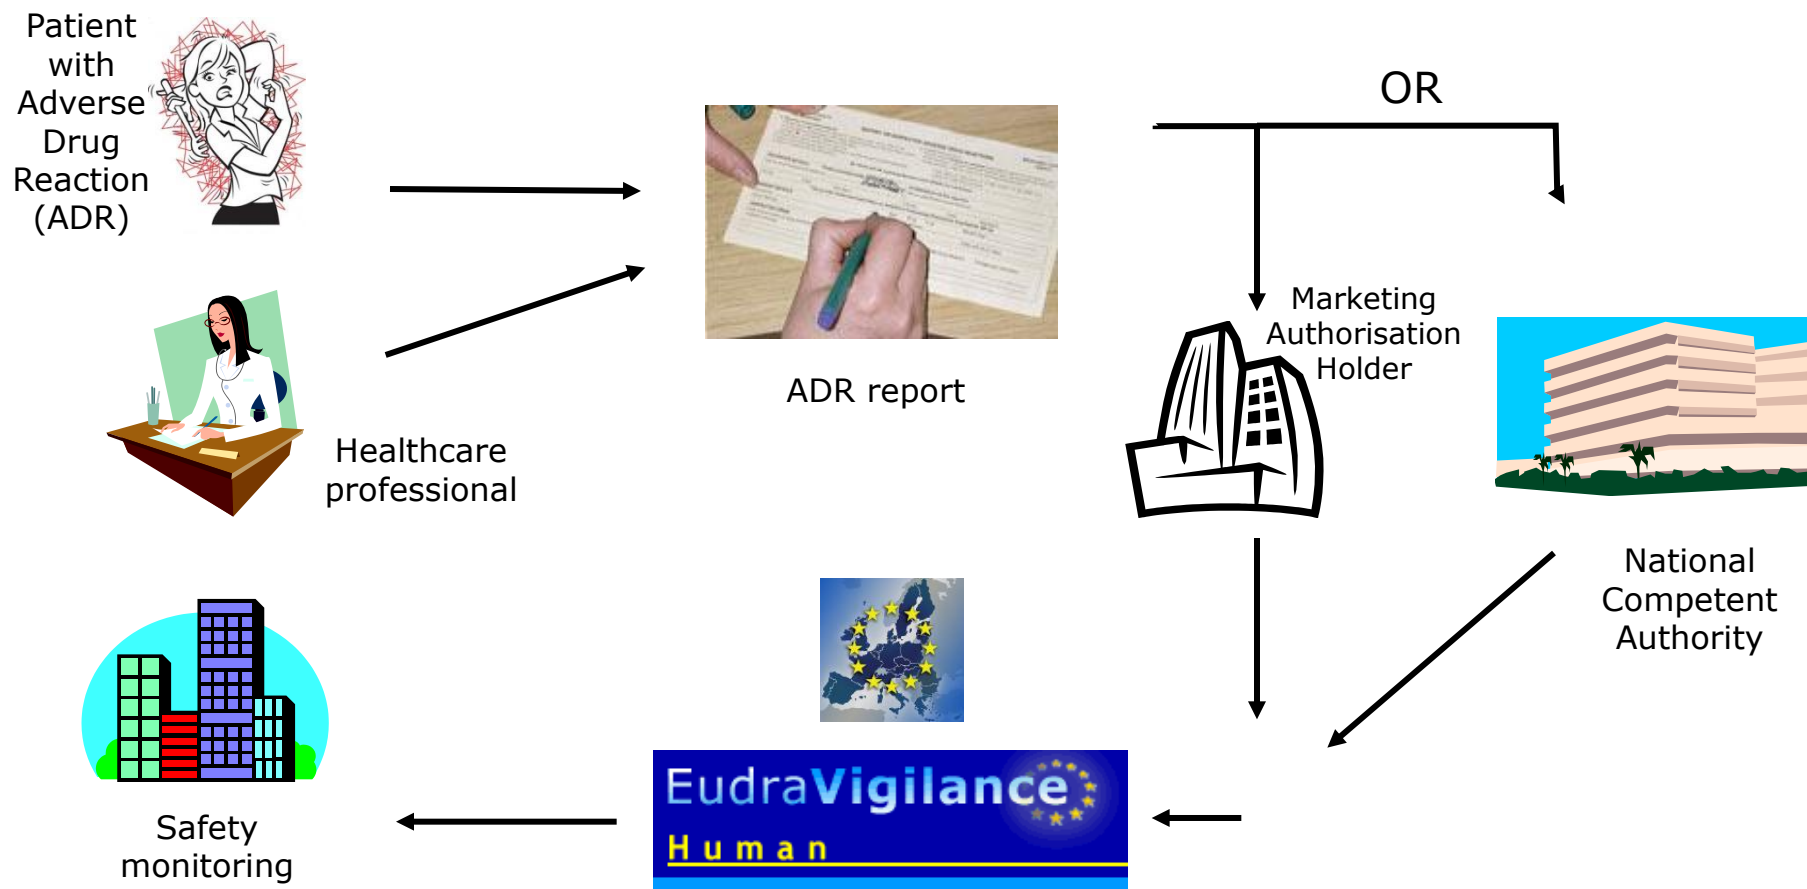 Patient
with
Adverse
Drug
Reaction
(ADR)
OR
Marketing
Authorisation
Holder
ADR report
Healthcare
professional
National
Competent
Authority
EudraVigilance
Human
Safety
monitoring